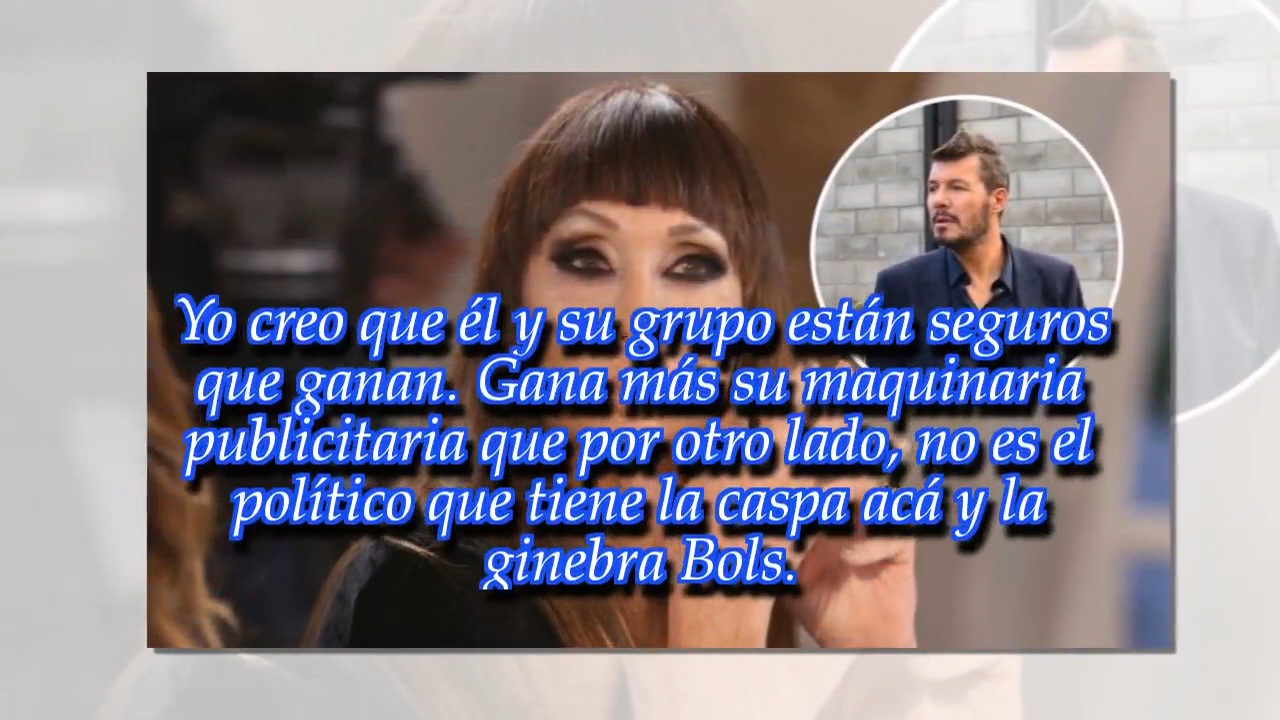 Yo creo que él y su grupo están seguros
que ganan. Gana más su maquinaria
publicitaria que por otro lado, no es el
político que tiene la caspa acá y la
ginebra Bols.